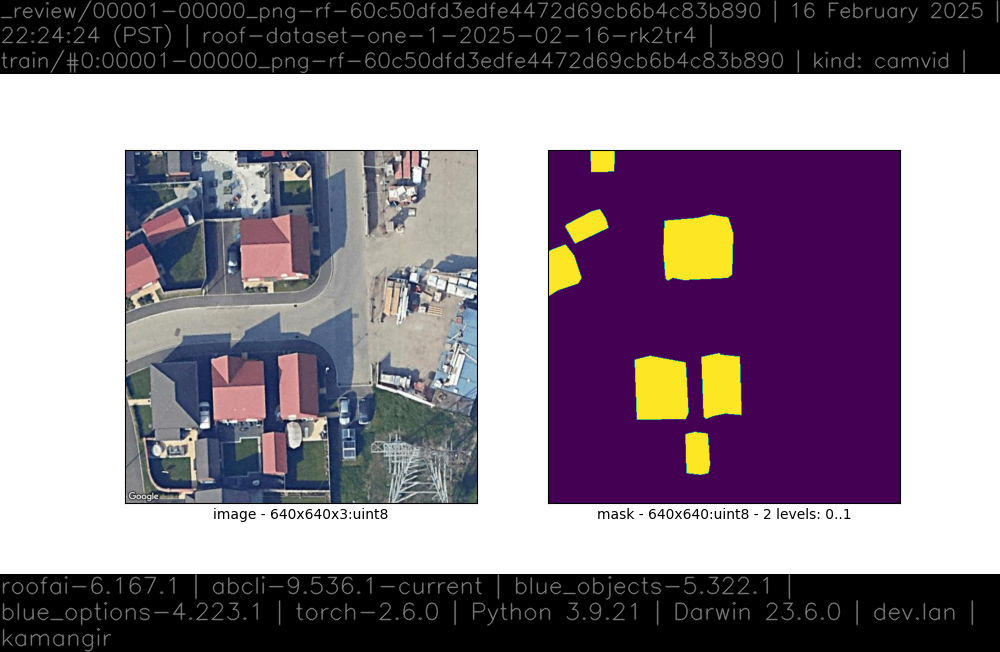 _review/00001-00000_png-rf-60c50dfd3edfe4472d69cb6b4c83b890 | 16 February 2025 |
22:24:24 (PST) | roof-dataset-one-1-2025-02-16-rk2tr4 |
train/#0:00001-00000_png-rf-60c50dfd3edfe4472d69cb6b4c83b890 | kind: camvid |
Google
image - 640x640x3:uint8
mask - 640x640:uint8 - 2 levels: 0..1
roofai-6.167.1 | abcli-9.536.1-current | blue_objects-5.322.1 |
blue_options-4.223.1 | torch-2.6.0 | Python 3.9.21 | Darwin 23.6.0 | dev.lan |
kamangir